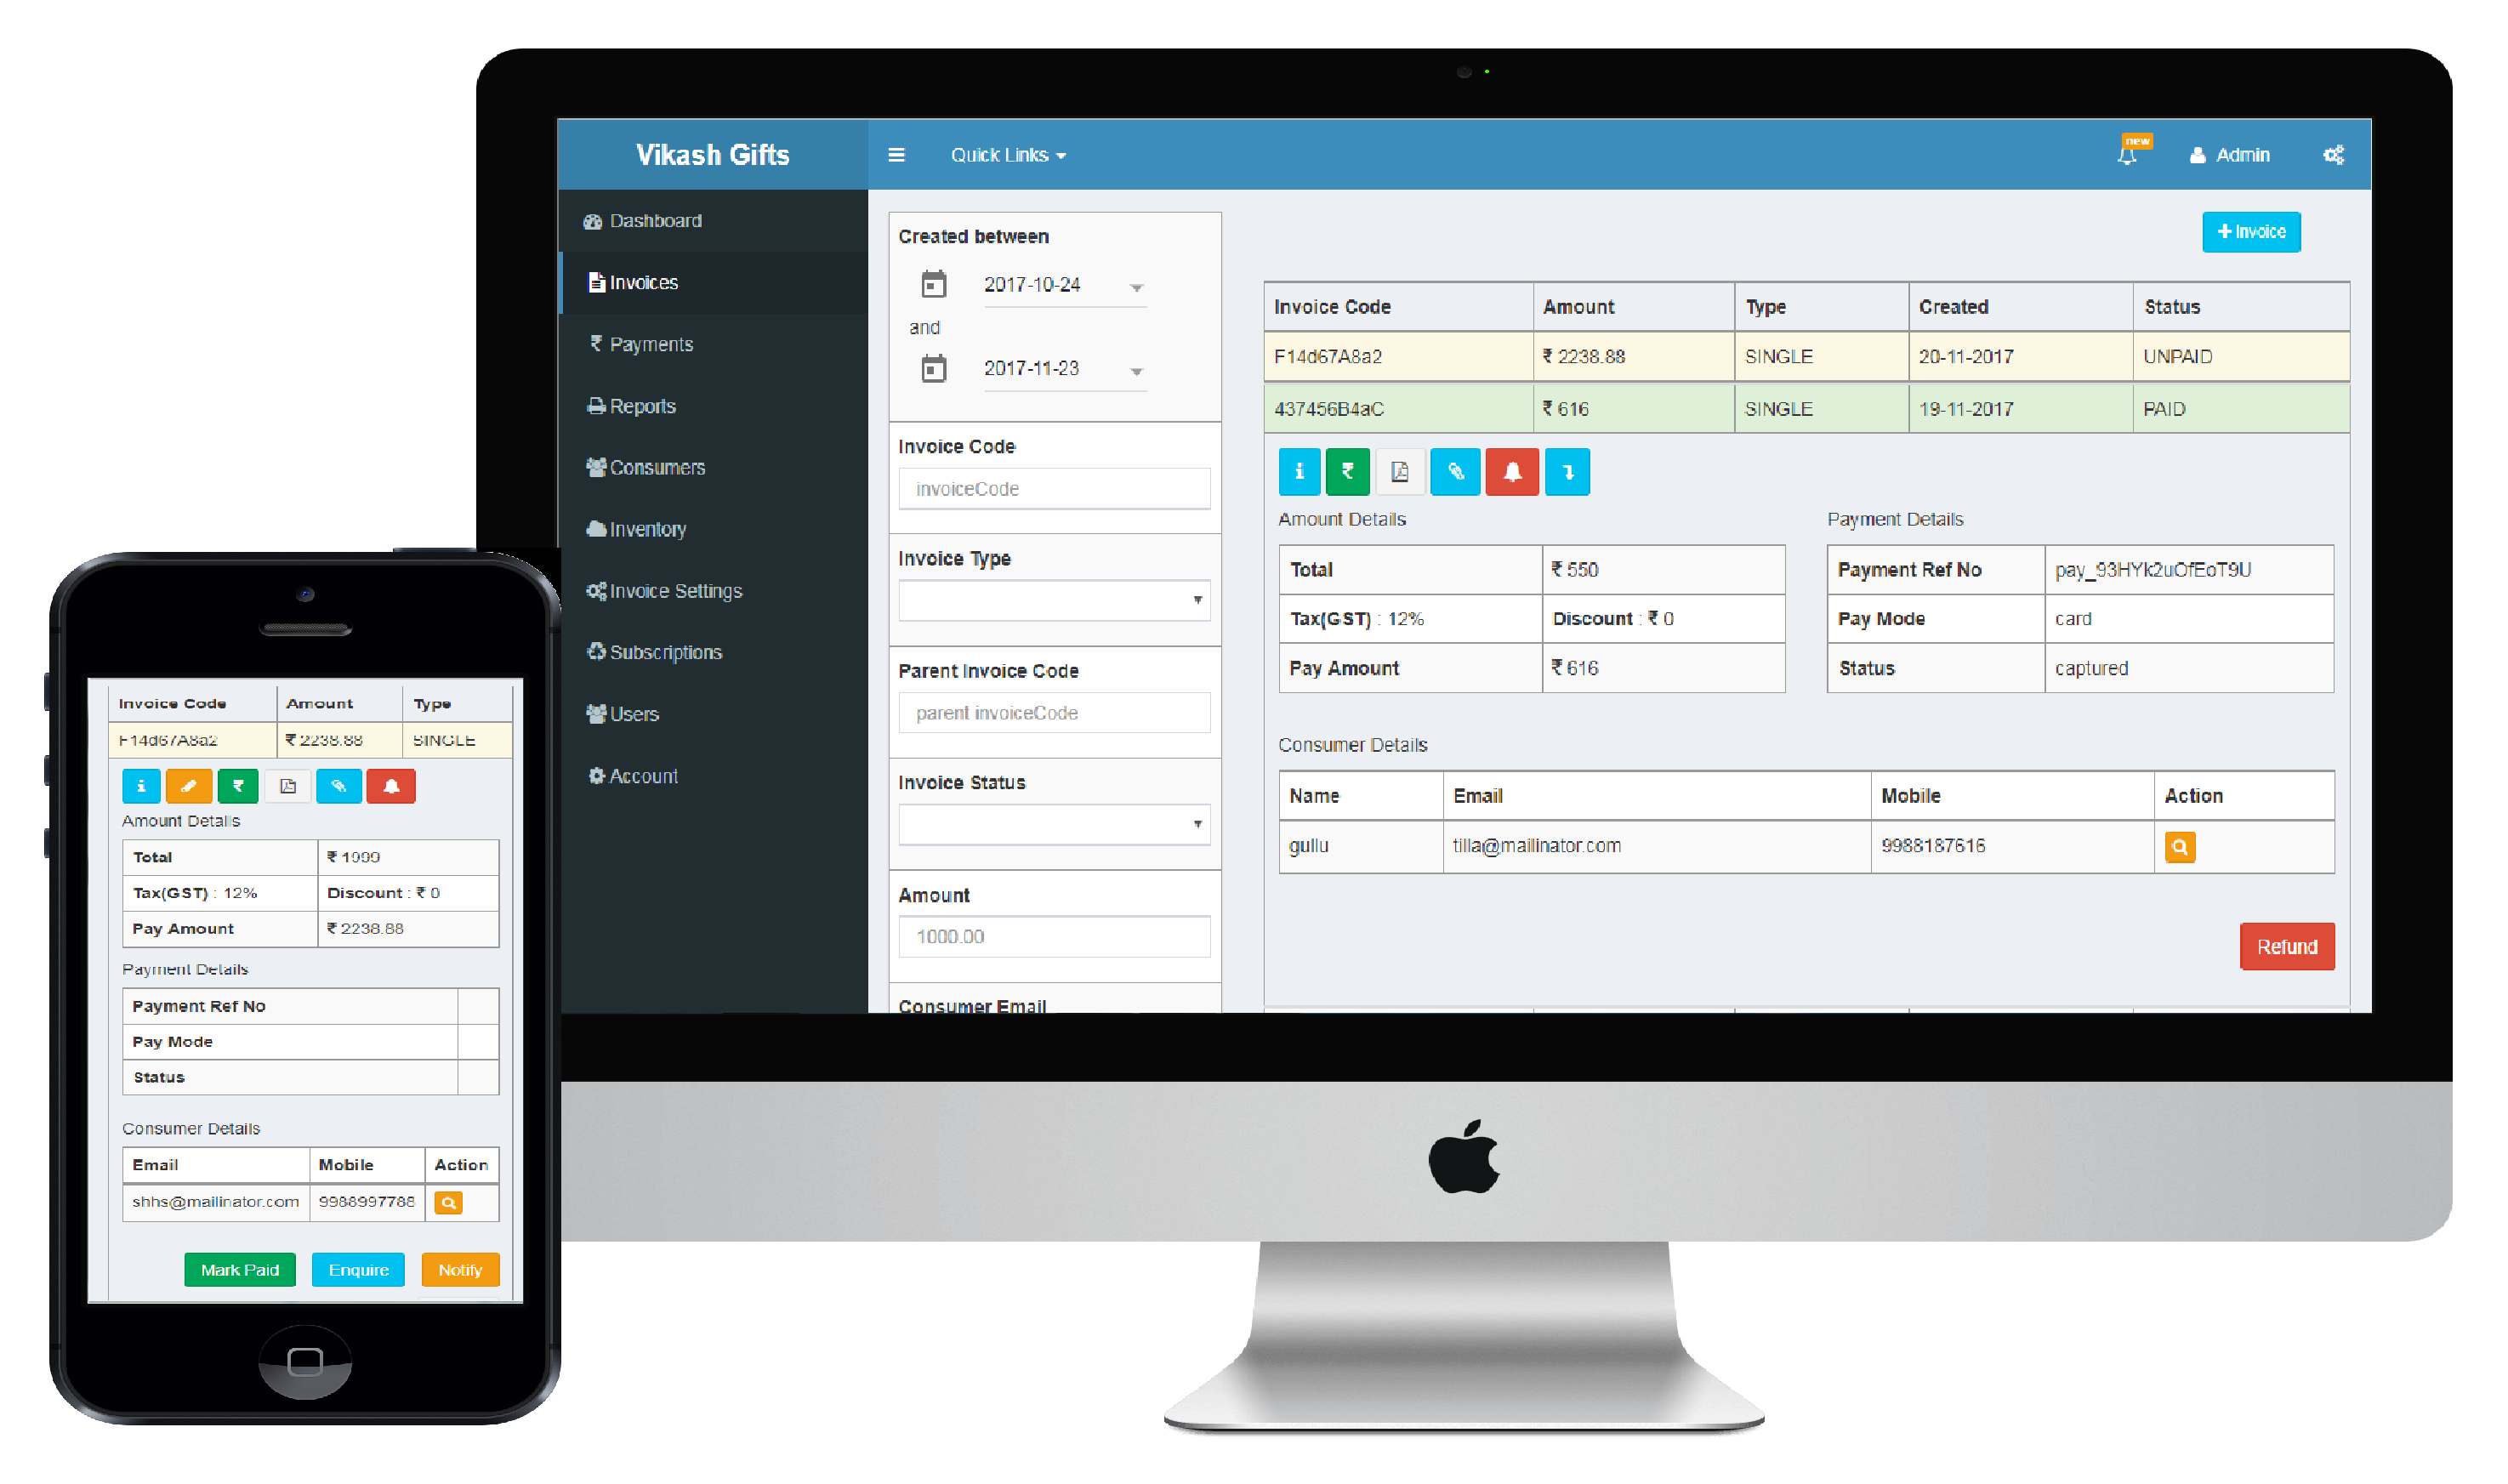 Vikash Gifts
Quick Links
new
Admin
Dashboard
Invoices
₹ Payments
Reports
Consumers
Inventory
Invoice Settings
Subscriptions
Users
Account
Created between
2017-10-24
and
2017-11-23
Invoice Code
invoiceCode
Invoice Type
Parent Invoice Code
parent invoiceCode
Invoice Status
Amount
1000.00
Consumer Email
+ Invoice
Invoice Code Amount Type Created Status
F14d67A8a2 ₹ 2238.88 SINGLE 20-11-2017 UNPAID
437456B4aC ₹ 616 SINGLE 19-11-2017 PAID
i ₹
Amount Details
Total ₹ 550
Tax(GST) : 12% Discount : ₹ 0
Pay Amount ₹ 616
Payment Details
Payment Ref No pay_93HYk2uOfEoT9U
Pay Mode card
Status captured
Consumer Details
Name Email Mobile Action
gullu tilla@mailinator.com 9988187616
Refund
Invoice Code Amount Type
F14d67A8a2 ₹ 2238.88 SINGLE
i ₹
Amount Details
Total ₹ 1999
Tax(GST) : 12% Discount : ₹ 0
Pay Amount ₹ 2238.88
Payment Details
Payment Ref No
Pay Mode
Status
Consumer Details
Email Mobile Action
shhs@mailinator.com 9988997788
Mark Paid Enquire Notify